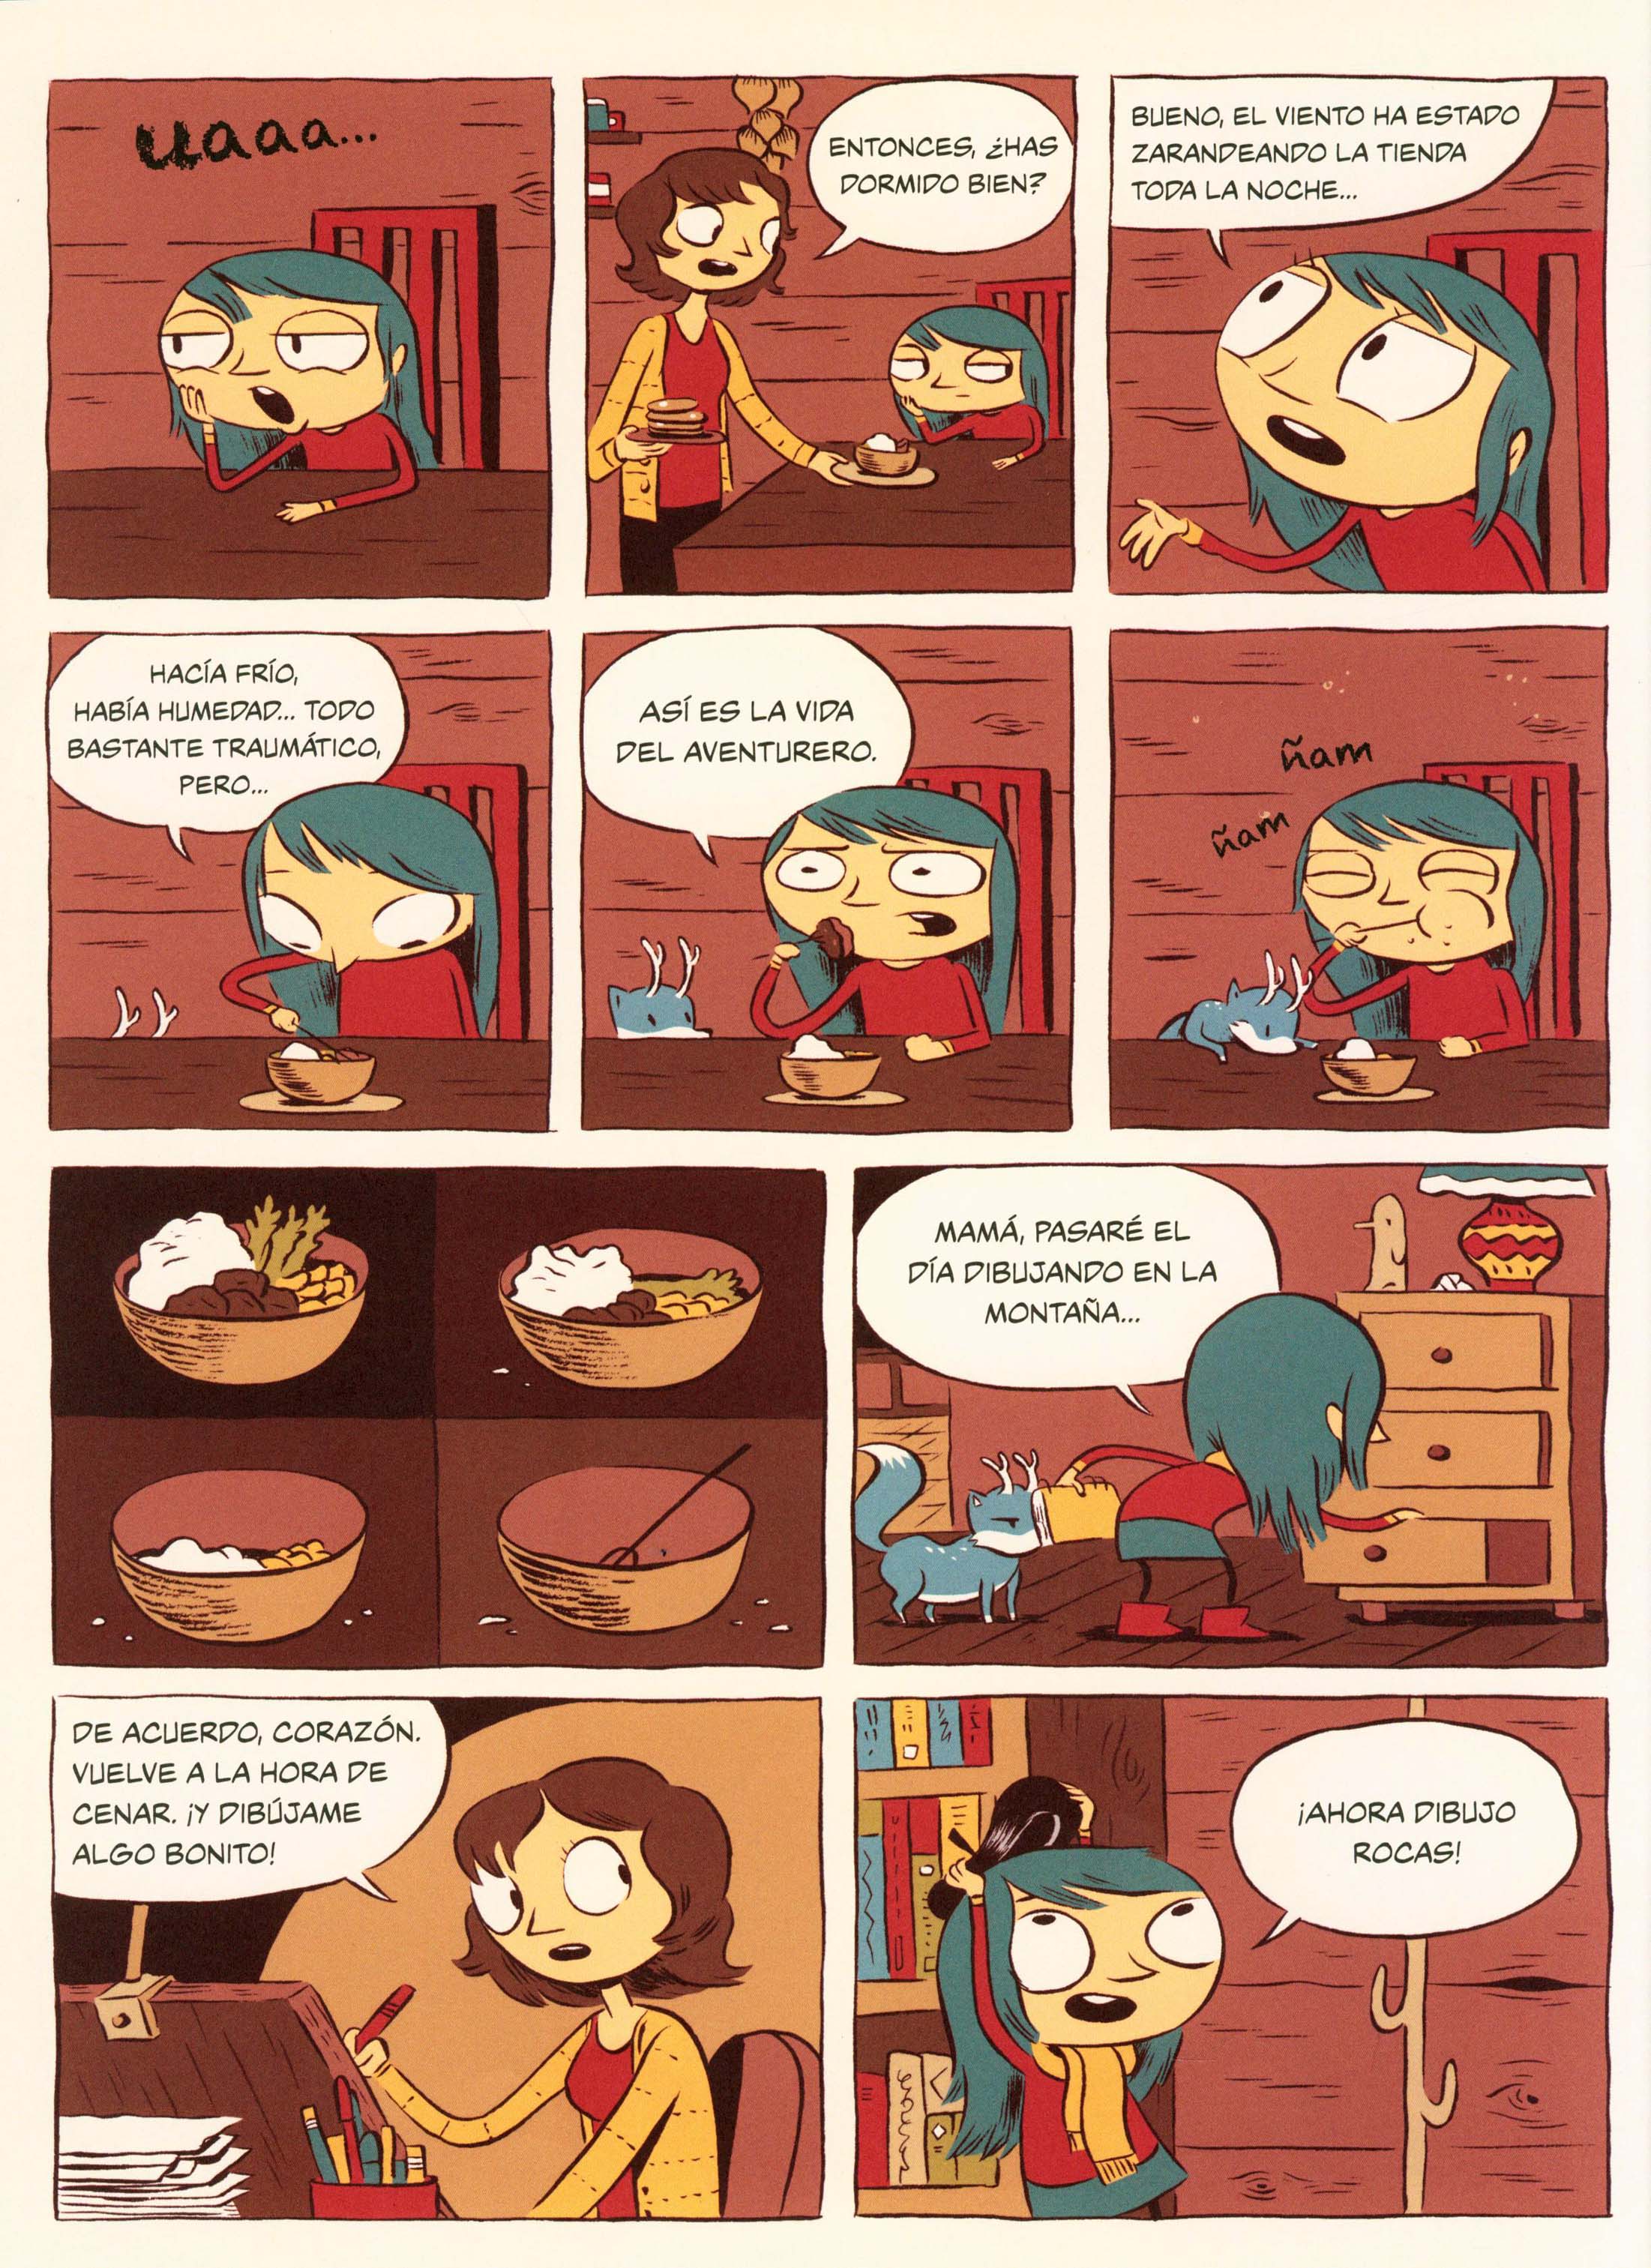 uaaa...
ENTONCES, ¿HAS
DORMIDO BIEN?
BUENO, EL VIENTO HA ESTADO
ZARANDEANDO LA TIENDA
TODA LA NOCHE...
HACÍA FRÍO,
HABÍA HUMEDAD... TODO
BASTANTE TRAUMÁTICO,
PERO...
ASÍ ES LA VIDA
DEL AVENTURERO.
ñam
ñam
MAMÁ, PASARÉ EL
DÍA DIBUJANDO EN LA
MONTAÑA...
DE ACUERDO, CORAZÓN.
VUELVE A LA HORA DE
CENAR. ¡Y DIBÚJAME
ALGO BONITO!
¡AHORA DIBUJO
ROCAS!